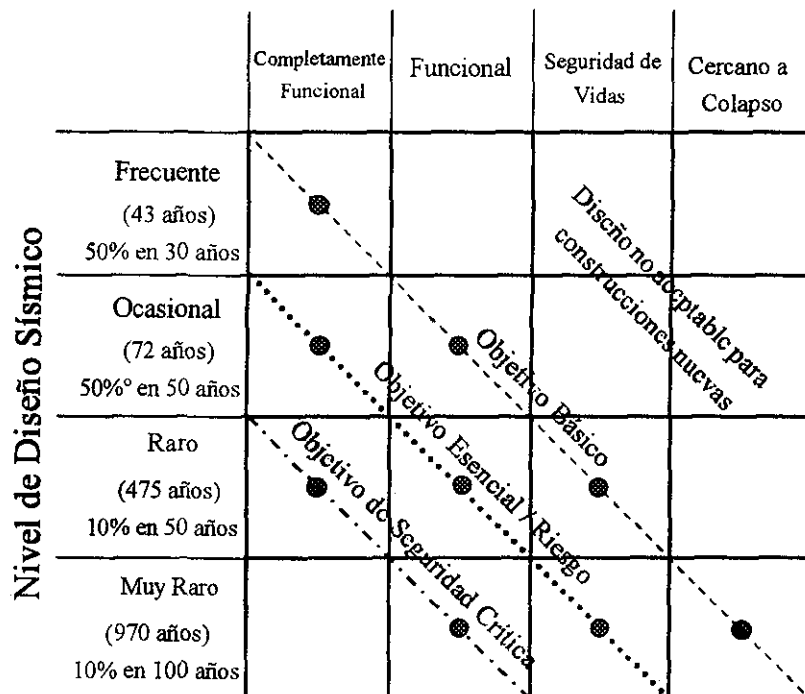 Completamente
Funcional
Funcional
Seguridad de
Vidas
Cercano a
Colapso
Nivel de Diseño Sísmico
Frecuente
(43 años)
50% en 30 años
Ocasional
(72 años)
50%° en 50 años
Raro
(475 años)
10% en 50 años
Muy Raro
(970 años)
10% en 100 años
Diseño no aceptable para
construcciones nuevas
Objetivo Básico
Objetivo Esencial / Riesgo
Objetivo de Seguridad Crítica